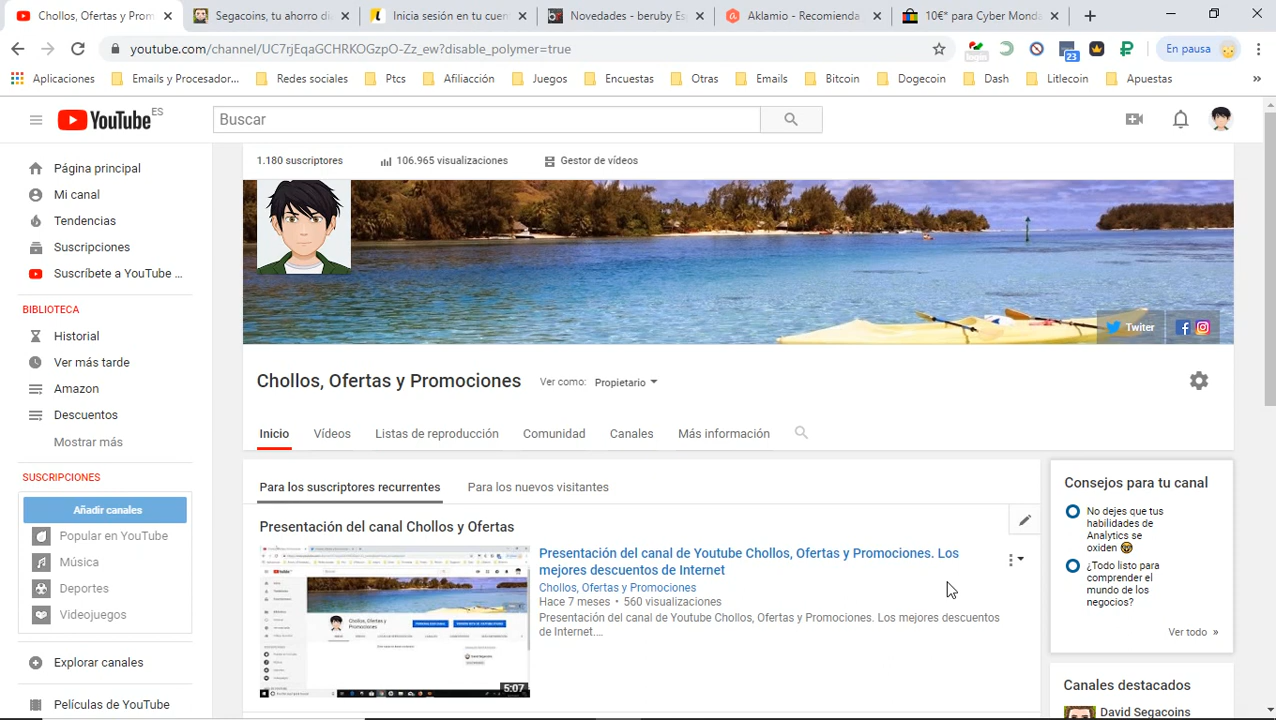 Chollos, Ofertas y Prom
Segacoins, tu ahorro di
Inicia sesión en tu cuen
Novedades - beruby Es
Aklamio - Recomienda
10€* para Cyber Monda
youtube.com/channel/UC7rjEqaGCHRKOGzpO-Zz_ew?disable_polymer=true
23
En pausa
Aplicaciones
Emails y Procesador...
Redes sociales
Ptcs
Afiliación
Juegos
Encuestas
Otr
Emails
Bitcoin
Dogecoin
Dash
Litlecoin
Apuestas
»
YouTube ES
Buscar
1.180 suscriptores
106.965 visualizaciones
Gestor de vídeos
Página principal
Mi canal
Tendencias
Suscripciones
Suscríbete a YouTube ...
BIBLIOTECA
Historial
Ver más tarde
Amazon
Descuentos
Mostrar más
SUSCRIPCIONES
Añadir canales
Popular en YouTube
Música
Deportes
Videojuegos
Explorar canales
Películas de YouTube
Twiter
Chollos, Ofertas y Promociones
Ver como: Propietario
Inicio
Vídeos
Listas de reproducción
Comunidad
Canales
Más información
Para los suscriptores recurrentes
Para los nuevos visitantes
Presentación del canal Chollos y Ofertas
5:07
Presentación del canal de Youtube Chollos, Ofertas y Promociones. Los
mejores descuentos de Internet
Chollos, Ofertas y Promociones
Hace 7 meses • 560 visualizaciones
Presentación del canal de Youtube Chollos, Ofertas y Promociones. Los mejores descuentos
de Internet....
Consejos para tu canal
No dejes que tus
habilidades de
Analytics se
oxiden
¿Todo listo para
comprender el
mundo de los
negocios?
Ver todo »
Canales destacados
David Segacoins